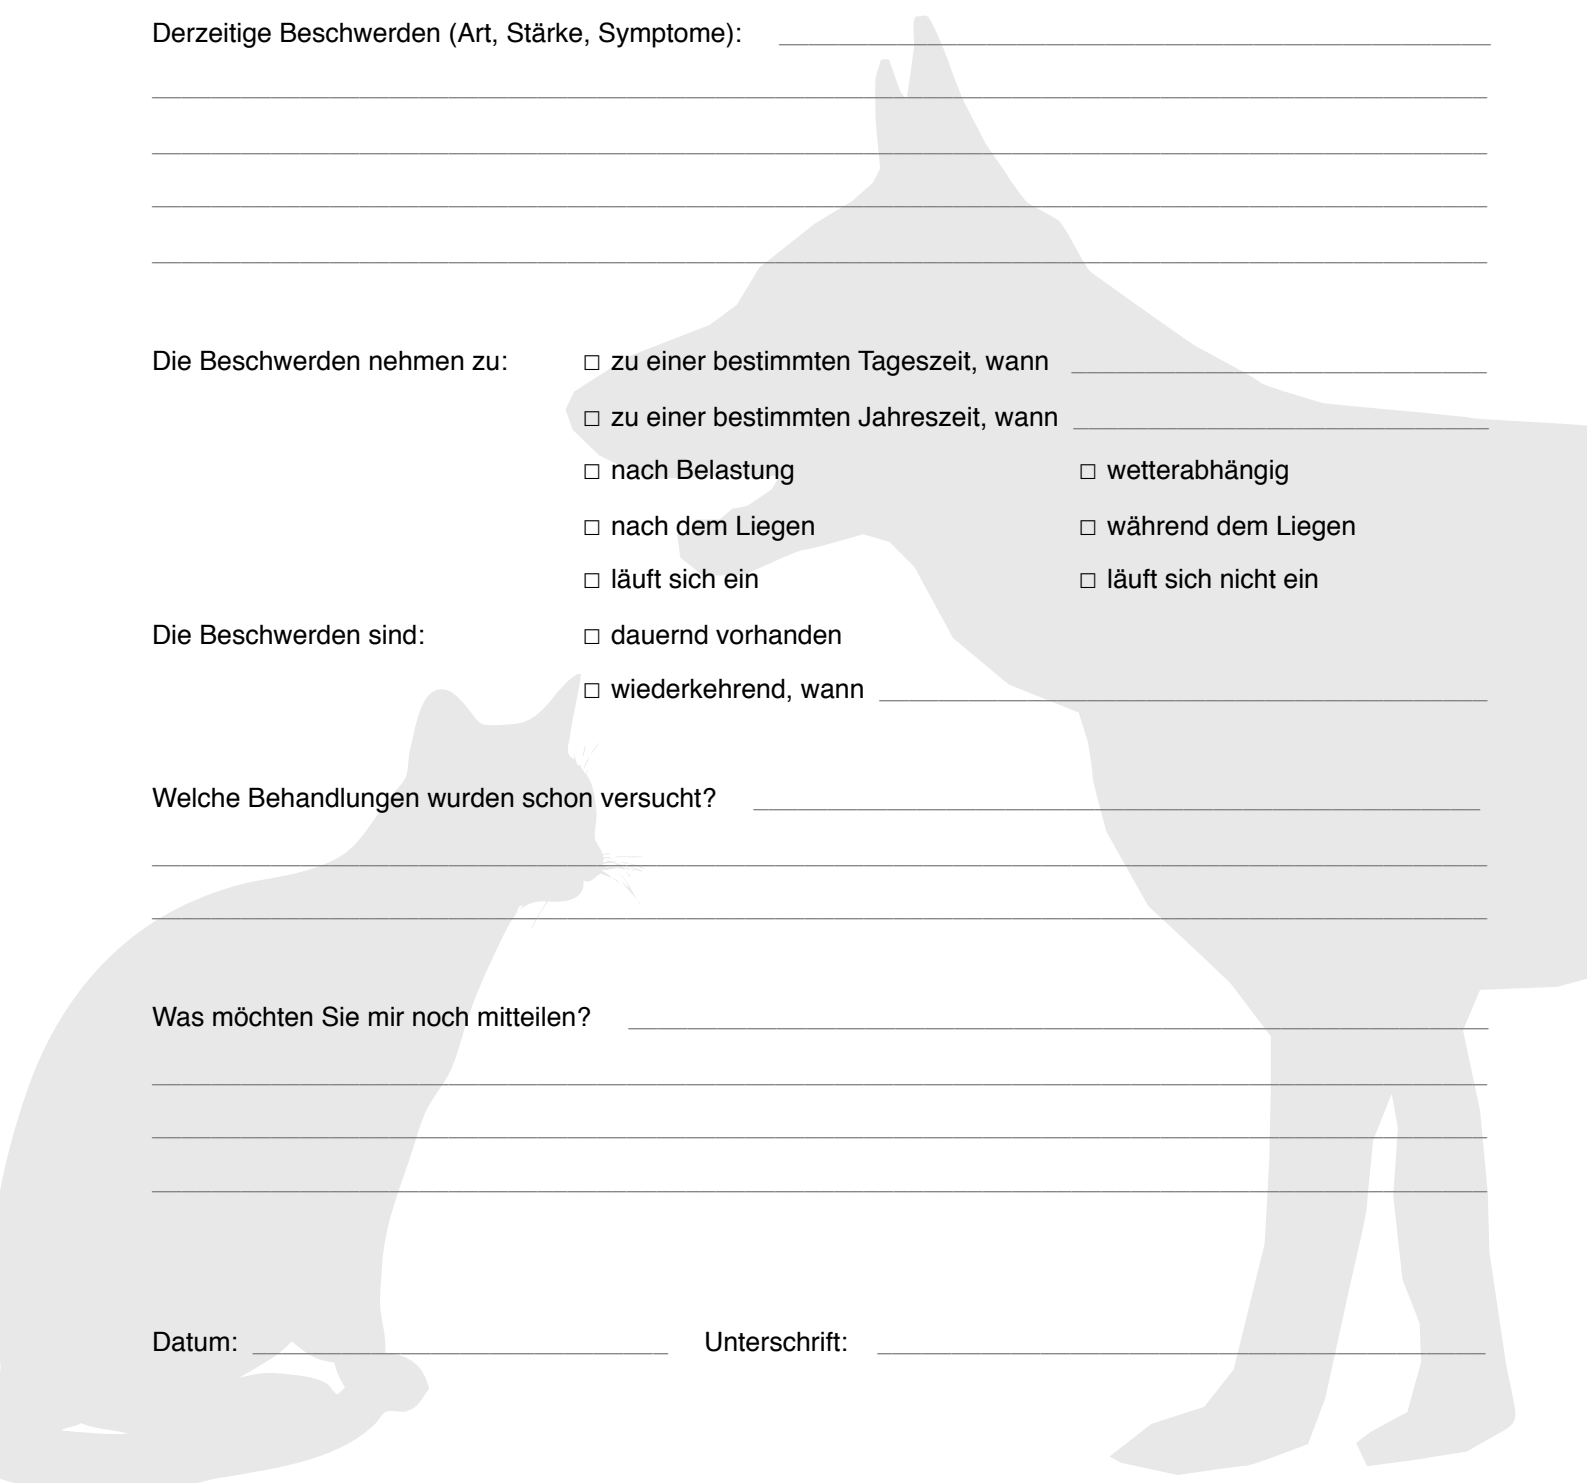 Derzeitige Beschwerden (Art, Stärke, Symptome):
Die Beschwerden nehmen zu: □ zu einer bestimmten Tageszeit, wann
□ zu einer bestimmten Jahreszeit, wann
□ nach Belastung □ wetterabhängig
□ nach dem Liegen □ während dem Liegen
□ läuft sich ein □ läuft sich nicht ein
Die Beschwerden sind: □ dauernd vorhanden
□ wiederkehrend, wann
Welche Behandlungen wurden schon versucht?
Was möchten Sie mir noch mitteilen?
Datum: Unterschrift: